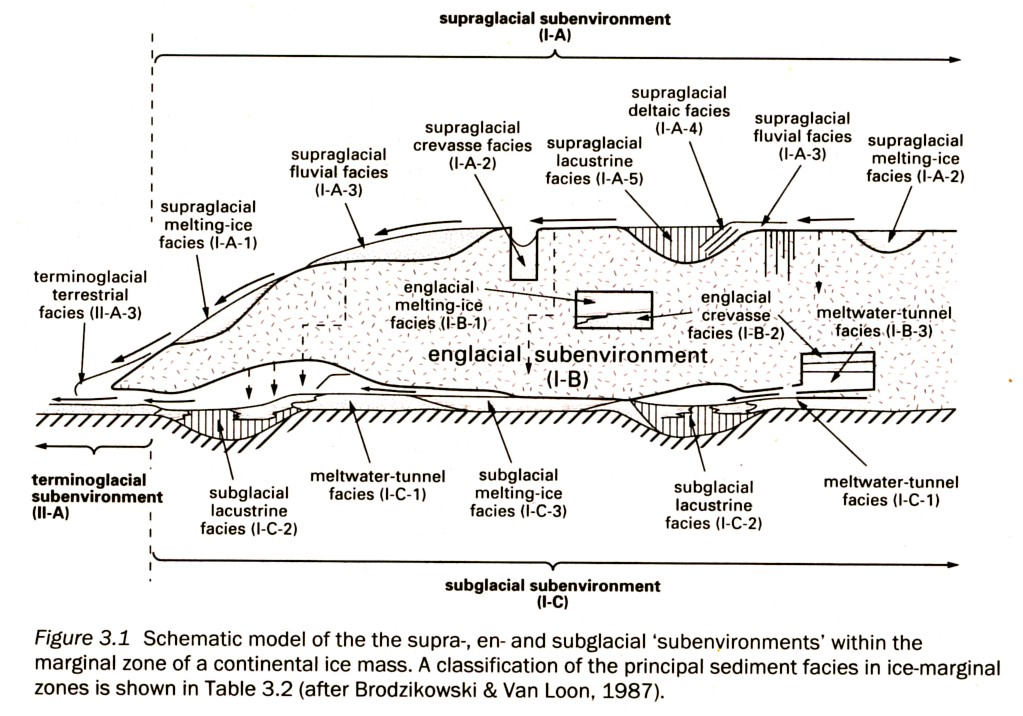 supraglacial subenvironment
(I-A)
supraglacial
deltaic facies
(I-A-4)
supraglacial
fluvial facies
(I-A-3)
supraglacial
crevasse facies
(I-A-2)
supraglacial
lacustrine
facies (I-A-5)
supraglacial
melting-ice
facies (I-A-2)
supraglacial
fluvial facies
(I-A-3)
supraglacial
melting-ice
facies (I-A-1)
terminoglacial
terrestrial
facies (II-A-3)
englacial
melting-ice
facies (I-B-1)
englacial
crevasse
facies (I-B-2)
meltwater-tunnel
facies (I-B-3)
englacial subenvironment
(I-B)
terminoglacial
subenvironment
(II-A)
subglacial
lacustrine
facies (I-C-2)
meltwater-tunnel
facies (I-C-1)
subglacial
melting-ice
facies (I-C-3)
subglacial
lacustrine
facies (I-C-2)
meltwater-tunnel
facies (I-C-1)
subglacial subenvironment
(I-C)
Figure 3.1 Schematic model of the the supra-, en- and subglacial ‘subenvironments’ within the
marginal zone of a continental ice mass. A classification of the principal sediment facies in ice-marginal
zones is shown in Table 3.2 (after Brodzikowski & Van Loon, 1987).